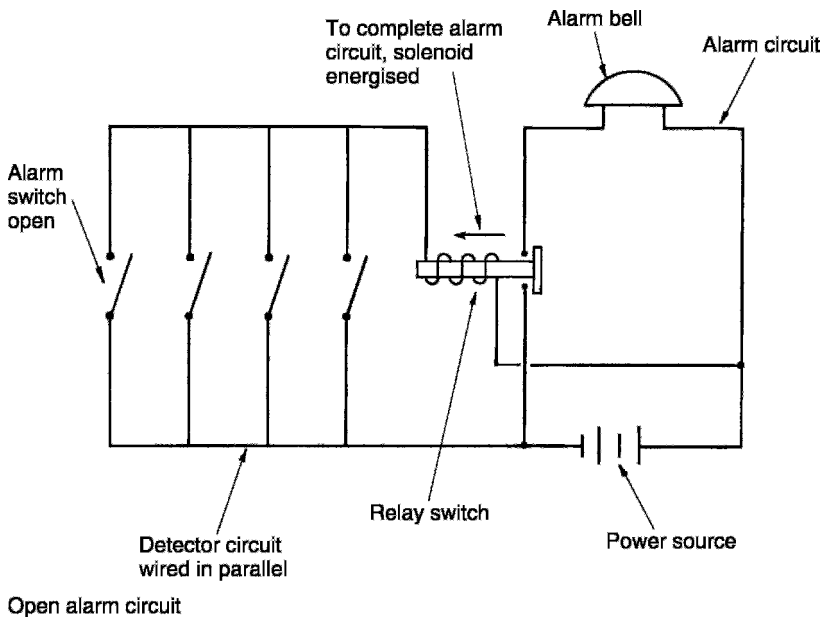 To complete alarm
circuit, solenoid
energised
Alarm bell
Alarm circuit
Alarm
switch
open
Relay switch
Power source
Detector circuit
wired in parallel
Open alarm circuit